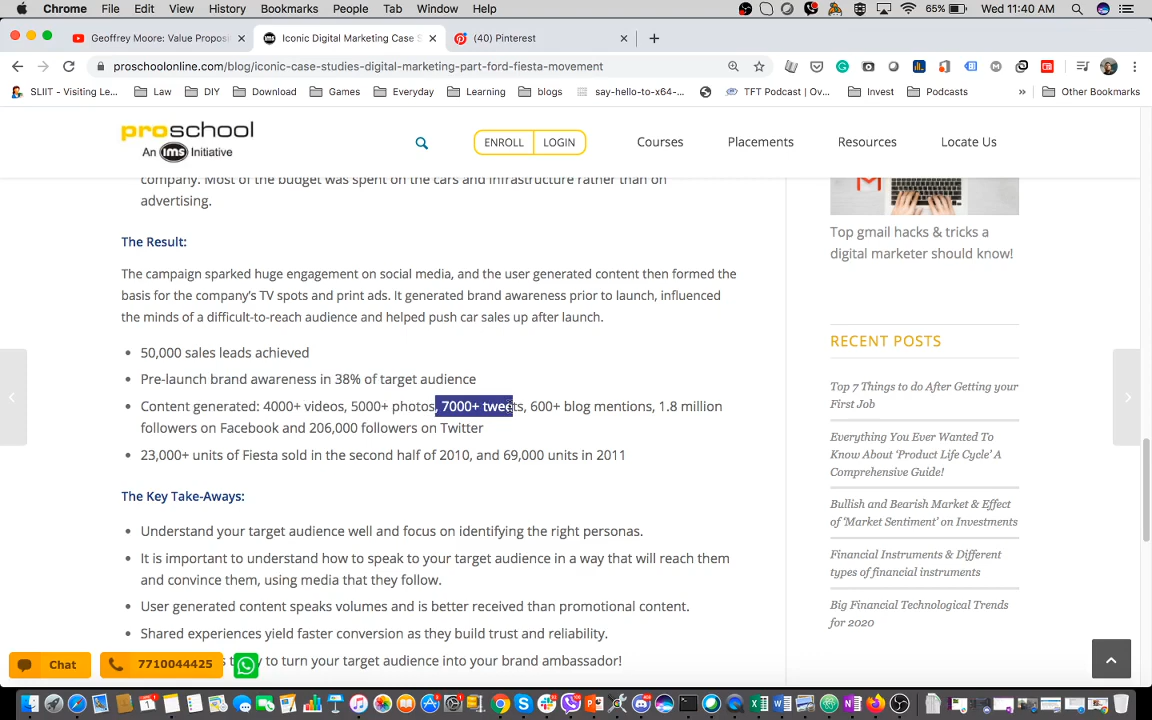 Chrome File Edit View History Bookmarks People Tab Window Help 65% Wed 11:40 AM
Geoffrey Moore: Value Propos
Iconic Digital Marketing Case S
(40) Pinterest
proschoolonline.com/blog/iconic-case-studies-digital-marketing-part-ford-fiesta-movement
SLIIT - Visiting Le... Law DIY Download Games Everyday Learning blogs say-hello-to-x64-... TFT Podcast | Ov... Invest Podcasts » Other Bookmarks
proschool
An ims Initiative
ENROLL LOGIN Courses Placements Resources Locate Us
company. Most of the budget was spent on the cars and infrastructure rather than on
advertising.
The Result:
The campaign sparked huge engagement on social media, and the user generated content then formed the
basis for the company's TV spots and print ads. It generated brand awareness prior to launch, influenced
the minds of a difficult-to-reach audience and helped push car sales up after launch.
• 50,000 sales leads achieved
• Pre-launch brand awareness in 38% of target audience
• Content generated: 4000+ videos, 5000+ photos, 7000+ tweets, 600+ blog mentions, 1.8 million
followers on Facebook and 206,000 followers on Twitter
• 23,000+ units of Fiesta sold in the second half of 2010, and 69,000 units in 2011
The Key Take-Aways:
• Understand your target audience well and focus on identifying the right personas.
• It is important to understand how to speak to your target audience in a way that will reach them
and convince them, using media that they follow.
• User generated content speaks volumes and is better received than promotional content.
• Shared experiences yield faster conversion as they build trust and reliability.
to turn your target audience into your brand ambassador!
Top gmail hacks & tricks a
digital marketer should know!
RECENT POSTS
Top 7 Things to do After Getting your
First Job
Everything You Ever Wanted To
Know About 'Product Life Cycle' A
Comprehensive Guide!
Bullish and Bearish Market & Effect
of 'Market Sentiment' on Investments
Financial Instruments & Different
types of financial instruments
Big Financial Technological Trends
for 2020
Chat
7710044425